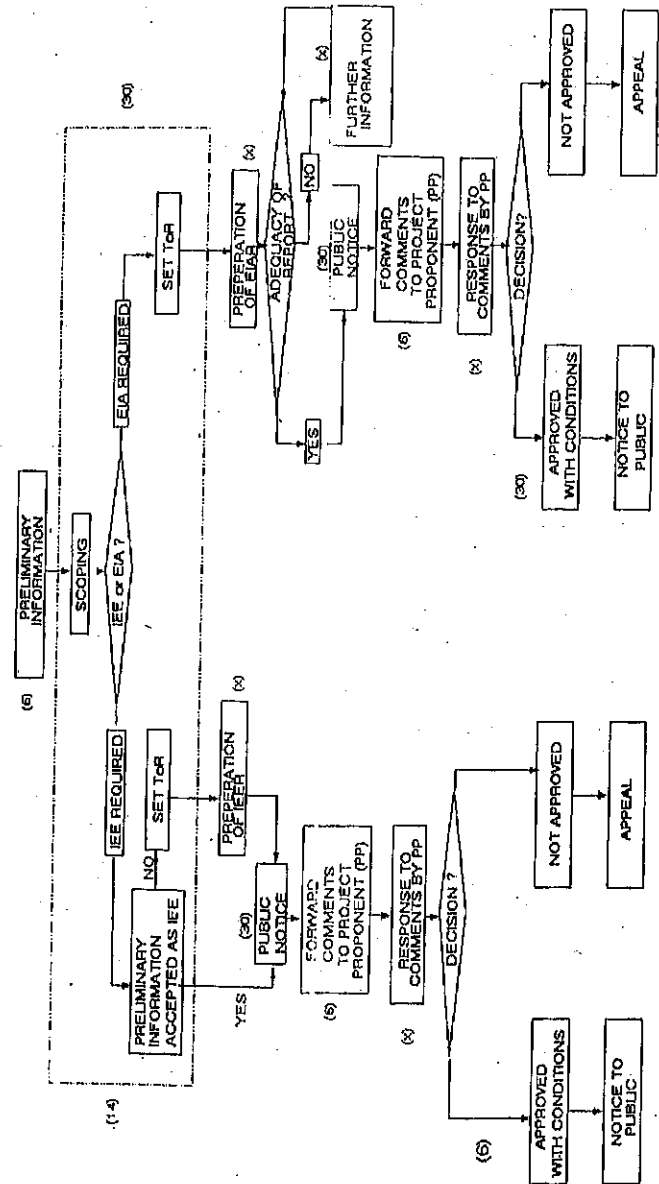 (6)
PRELIMINARY
INFORMATION
SCOPING
IEE or EIA ?
(14)
(30)
IEE REQUIRED
EIA REQUIRED
PRELIMINARY
INFORMATION
ACCEPTED AS IEE
NO
SET ToR
SET ToR
YES
PREPERATION
OF IEER
(x)
(30)
PUBLIC
NOTICE
FORWARD
COMMENTS
TO PROJECT
PROPONENT (PP)
(6)
RESPONSE TO
COMMENTS BY PP
(x)
DECISION ?
(6)
APPROVED
WITH CONDITIONS
NOTICE TO
PUBLIC
NOT APPROVED
APPEAL
PREPERATION
OF EIAR
(x)
ADEQUACY OF
REPORT
YES
NO
(x)
FURTHER
INFORMATION
(30)
PUBLIC
NOTICE
FORWARD
COMMENTS
TO PROJECT
PROPONENT (PP)
(6)
RESPONSE TO
COMMENTS BY PP
(x)
DECISION?
(30)
APPROVED
WITH CONDITIONS
NOTICE TO
PUBLIC
NOT APPROVED
APPEAL